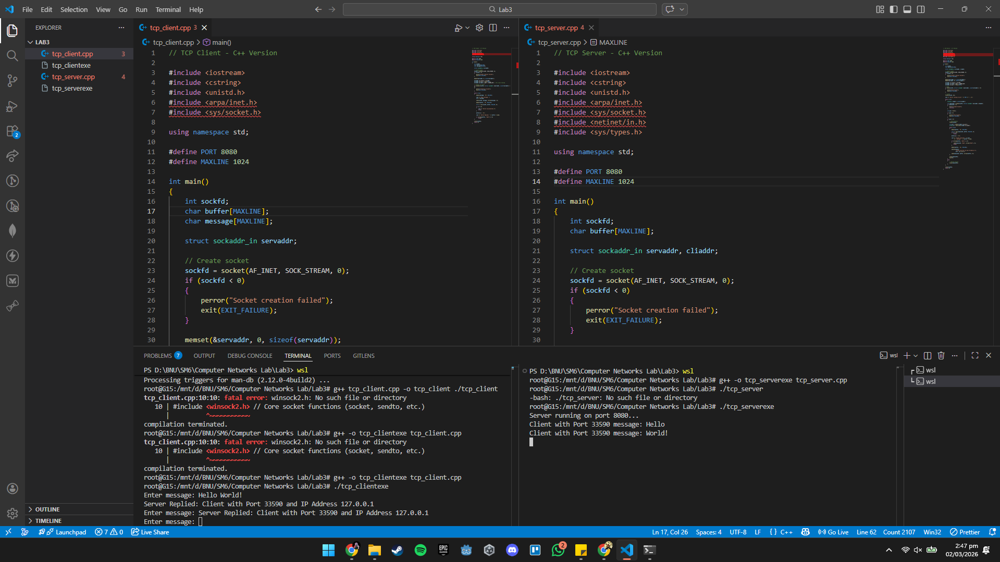 File Edit Selection View Go Run Terminal Help
Lab3
EXPLORER
LAB3
tcp_client.cpp 3
tcp_clientexe
tcp_server.cpp 4
tcp_serverexe
OUTLINE
TIMELINE
tcp_client.cpp 3
tcp_client.cpp > main()
1 // TCP Client - C++ Version
2
3 #include <iostream>
4 #include <cstring>
5 #include <unistd.h>
6 #include <arpa/inet.h>
7 #include <sys/socket.h>
8
9 using namespace std;
10
11 #define PORT 8080
12 #define MAXLINE 1024
13
14 int main()
15 {
16 int sockfd;
17 char buffer[MAXLINE];
18 char message[MAXLINE];
19
20 struct sockaddr_in servaddr;
21
22 // Create socket
23 sockfd = socket(AF_INET, SOCK_STREAM, 0);
24 if (sockfd < 0)
25 {
26 perror("Socket creation failed");
27 exit(EXIT_FAILURE);
28 }
29
30 memset(&servaddr, 0, sizeof(servaddr));
tcp_server.cpp 4
tcp_server.cpp > MAXLINE
1 // TCP Server - C++ Version
2
3 #include <iostream>
4 #include <cstring>
5 #include <unistd.h>
6 #include <arpa/inet.h>
7 #include <sys/socket.h>
8 #include <netinet/in.h>
9 #include <sys/types.h>
10
11 using namespace std;
12
13 #define PORT 8080
14 #define MAXLINE 1024
15
16 int main()
17 {
18 int sockfd;
19 char buffer[MAXLINE];
20
21 struct sockaddr_in servaddr, cliaddr;
22
23 // Create socket
24 sockfd = socket(AF_INET, SOCK_STREAM, 0);
25 if (sockfd < 0)
26 {
27 perror("Socket creation failed");
28 exit(EXIT_FAILURE);
29 }
30
PROBLEMS 7 OUTPUT DEBUG CONSOLE TERMINAL PORTS GITLENS
wsl
PS D:\BNU\SM6\Computer Networks Lab\Lab3> wsl
Processing triggers for man-db (2.12.0-4build2) ...
root@G15:/mnt/d/BNU/SM6/Computer Networks Lab/Lab3# g++ tcp_client.cpp -o tcp_client ./tcp_client
tcp_client.cpp:10:10: fatal error: winsock2.h: No such file or directory
10 | #include <winsock2.h> // Core socket functions (socket, sendto, etc.)
| ^~~~~~~~~~~~
compilation terminated.
root@G15:/mnt/d/BNU/SM6/Computer Networks Lab/Lab3# g++ -o tcp_clientexe tcp_client.cpp
tcp_client.cpp:10:10: fatal error: winsock2.h: No such file or directory
10 | #include <winsock2.h> // Core socket functions (socket, sendto, etc.)
| ^~~~~~~~~~~~
compilation terminated.
root@G15:/mnt/d/BNU/SM6/Computer Networks Lab/Lab3# g++ -o tcp_clientexe tcp_client.cpp
root@G15:/mnt/d/BNU/SM6/Computer Networks Lab/Lab3# ./tcp_clientexe
Enter message: Hello World!
Server Replied: Client with Port 33590 and IP Address 127.0.0.1
Enter message: Server Replied: Client with Port 33590 and IP Address 127.0.0.1
Enter message:
PS D:\BNU\SM6\Computer Networks Lab\Lab3> wsl
root@G15:/mnt/d/BNU/SM6/Computer Networks Lab/Lab3# g++ -o tcp_serverexe tcp_server.cpp
root@G15:/mnt/d/BNU/SM6/Computer Networks Lab/Lab3# ./tcp_server
-bash: ./tcp_server: No such file or directory
root@G15:/mnt/d/BNU/SM6/Computer Networks Lab/Lab3# ./tcp_serverexe
Server running on port 8080...
Client with Port 33590 message: Hello
Client with Port 33590 message: World!
wsl
wsl
Launchpad 7 0 Live Share
Ln 17, Col 26 Spaces: 4 UTF-8 LF { } C++ Go Live Line 62 Count 2107 Win32 Prettier
EPIC GAMES
2
2:47 pm
02/03/2026